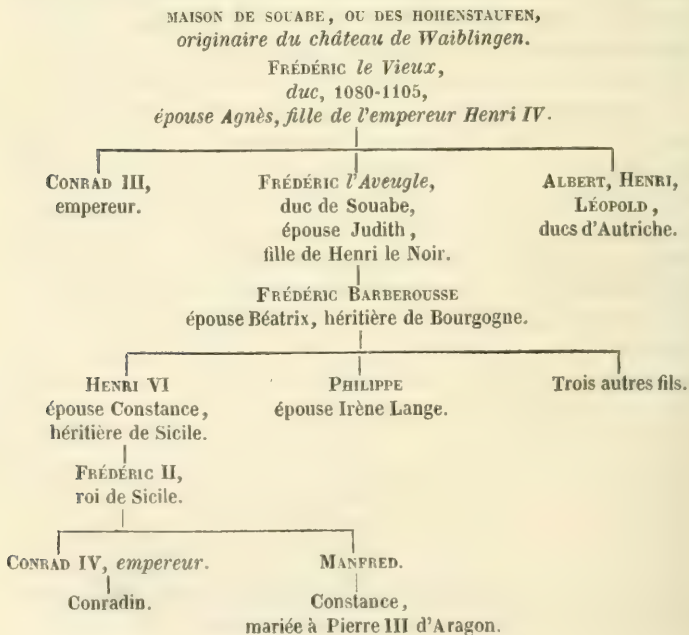 MAISON DE SOUABE, OU DES HOHENSTAUFEN,
originaire du château de Waiblingen.
FRÉDÉRIC le Vieux,
duc, 1080-1105,
épouse Agnès, fille de l'empereur Henri IV.
CONRAD III,
empereur.
FRÉDÉRIC l'Aveugle,
duc de Souabe,
épouse Judith,
fille de Henri le Noir.
ALBERT, HENRI,
LÉOPOLD,
ducs d'Autriche.
FRÉDÉRIC BARBEROUSSE
épouse Béatrix, héritière de Bourgogne.
HENRI VI
épouse Constance,
héritière de Sicile.
PHILIPPE
épouse Irène Lange.
Trois autres fils.
FRÉDÉRIC II,
roi de Sicile.
CONRAD IV, empereur.
Conradin.
MANFRED.
Constance,
mariée à Pierre III d'Aragon.